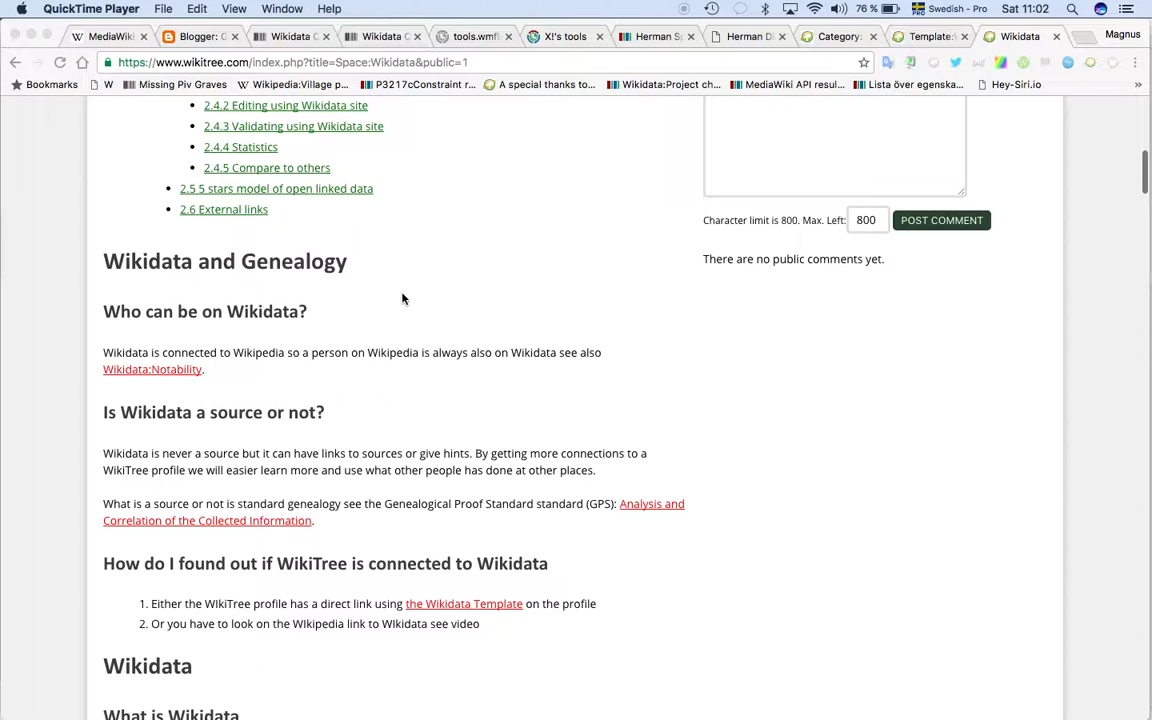 QuickTime Player File Edit View Window Help 76 % Swedish - Pro Sat 11:02
MediaWiki Blogger: G Wikidata C Wikidata C tools.wmfl X!'s tools Herman S Herman D Category: Template: Wikidata Magnus
https://www.wikitree.com/index.php?title=Space:Wikidata&public=1
Bookmarks W Missing Piv Graves Wikipedia:Village p... P3217cConstraint r... A special thanks to... Wikidata:Project ch... MediaWiki API resul... Lista över egenska... Hey-Siri.io »
2.4.2 Editing using Wikidata site
2.4.3 Validating using Wikidata site
2.4.4 Statistics
2.4.5 Compare to others
2.5 5 stars model of open linked data
2.6 External links
Character limit is 800. Max. Left: 800 POST COMMENT
There are no public comments yet.
Wikidata and Genealogy
Who can be on Wikidata?
Wikidata is connected to Wikipedia so a person on Wikipedia is always also on Wikidata see also
Wikidata:Notability.
Is Wikidata a source or not?
Wikidata is never a source but it can have links to sources or give hints. By getting more connections to a
WikiTree profile we will easier learn more and use what other people has done at other places.
What is a source or not is standard genealogy see the Genealogical Proof Standard standard (GPS): Analysis and
Correlation of the Collected Information.
How do I found out if WikiTree is connected to Wikidata
1. Either the WIkiTree profile has a direct link using the Wikidata Template on the profile
2. Or you have to look on the WIkipedia link to WIkidata see video
Wikidata
What is Wikidata